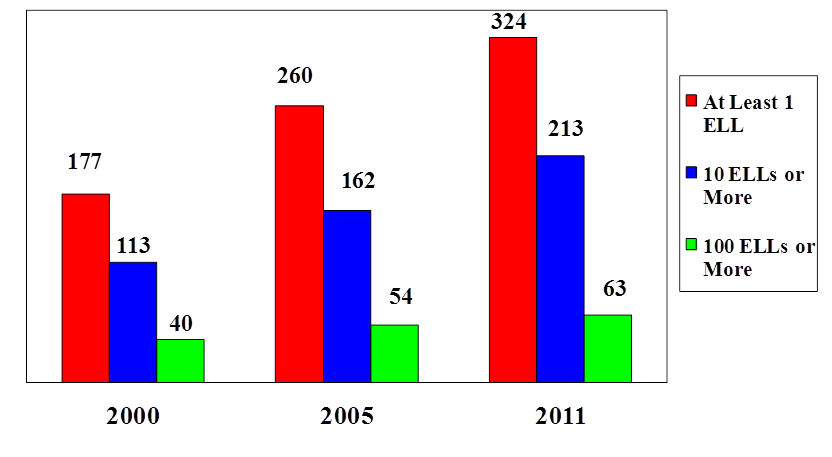 324
260
213
177
162
113
63
54
40
2000 2005 2011
At Least 1
ELL
10 ELLs or
More
100 ELLs or
More